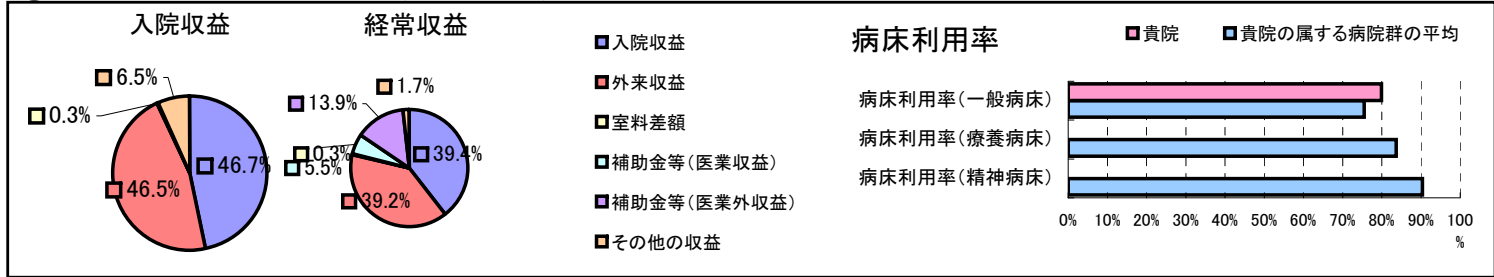 入院収益
6.5%
0.3%
46.7%
46.5%
経常収益
1.7%
13.9%
0.3%
5.5%
39.4%
39.2%
入院収益
外来収益
室料差額
補助金等(医業収益)
補助金等(医業外収益)
その他の収益
病床利用率
貴院
貴院の属する病院群の平均
病床利用率(一般病床)
病床利用率(療養病床)
病床利用率(精神病床)
0% 10% 20% 30% 40% 50% 60% 70% 80% 90% 100
%